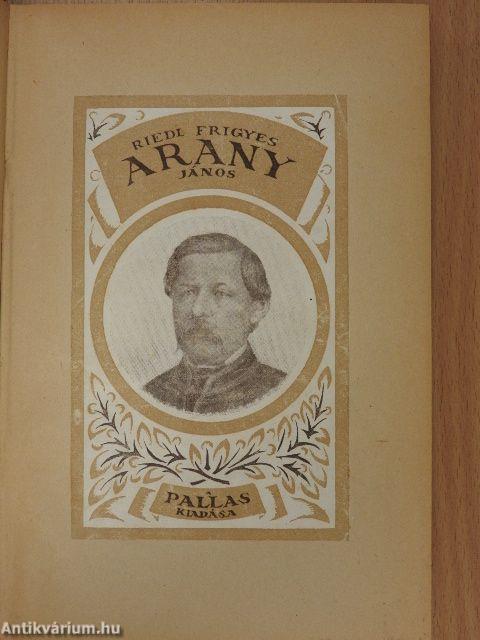 RIEDL FRIGYES
ARANY
JÁNOS
PALLAS
KIADÁSA
Antikvárium.hu